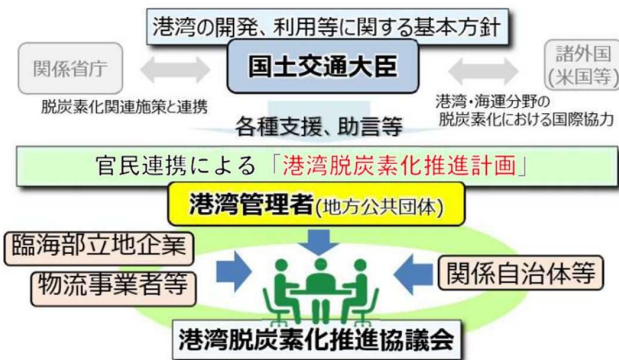 港湾の開発、利用等に関する基本方針
関係省庁
国土交通大臣
諸外国
(米国等)
脱炭素化関連施策と連携
港湾・海運分野の
脱炭素化における国際協力
各種支援、助言等
官民連携による「港湾脱炭素化推進計画」
港湾管理者(地方公共団体)
臨海部立地企業
物流事業者等
関係自治体等
港湾脱炭素化推進協議会